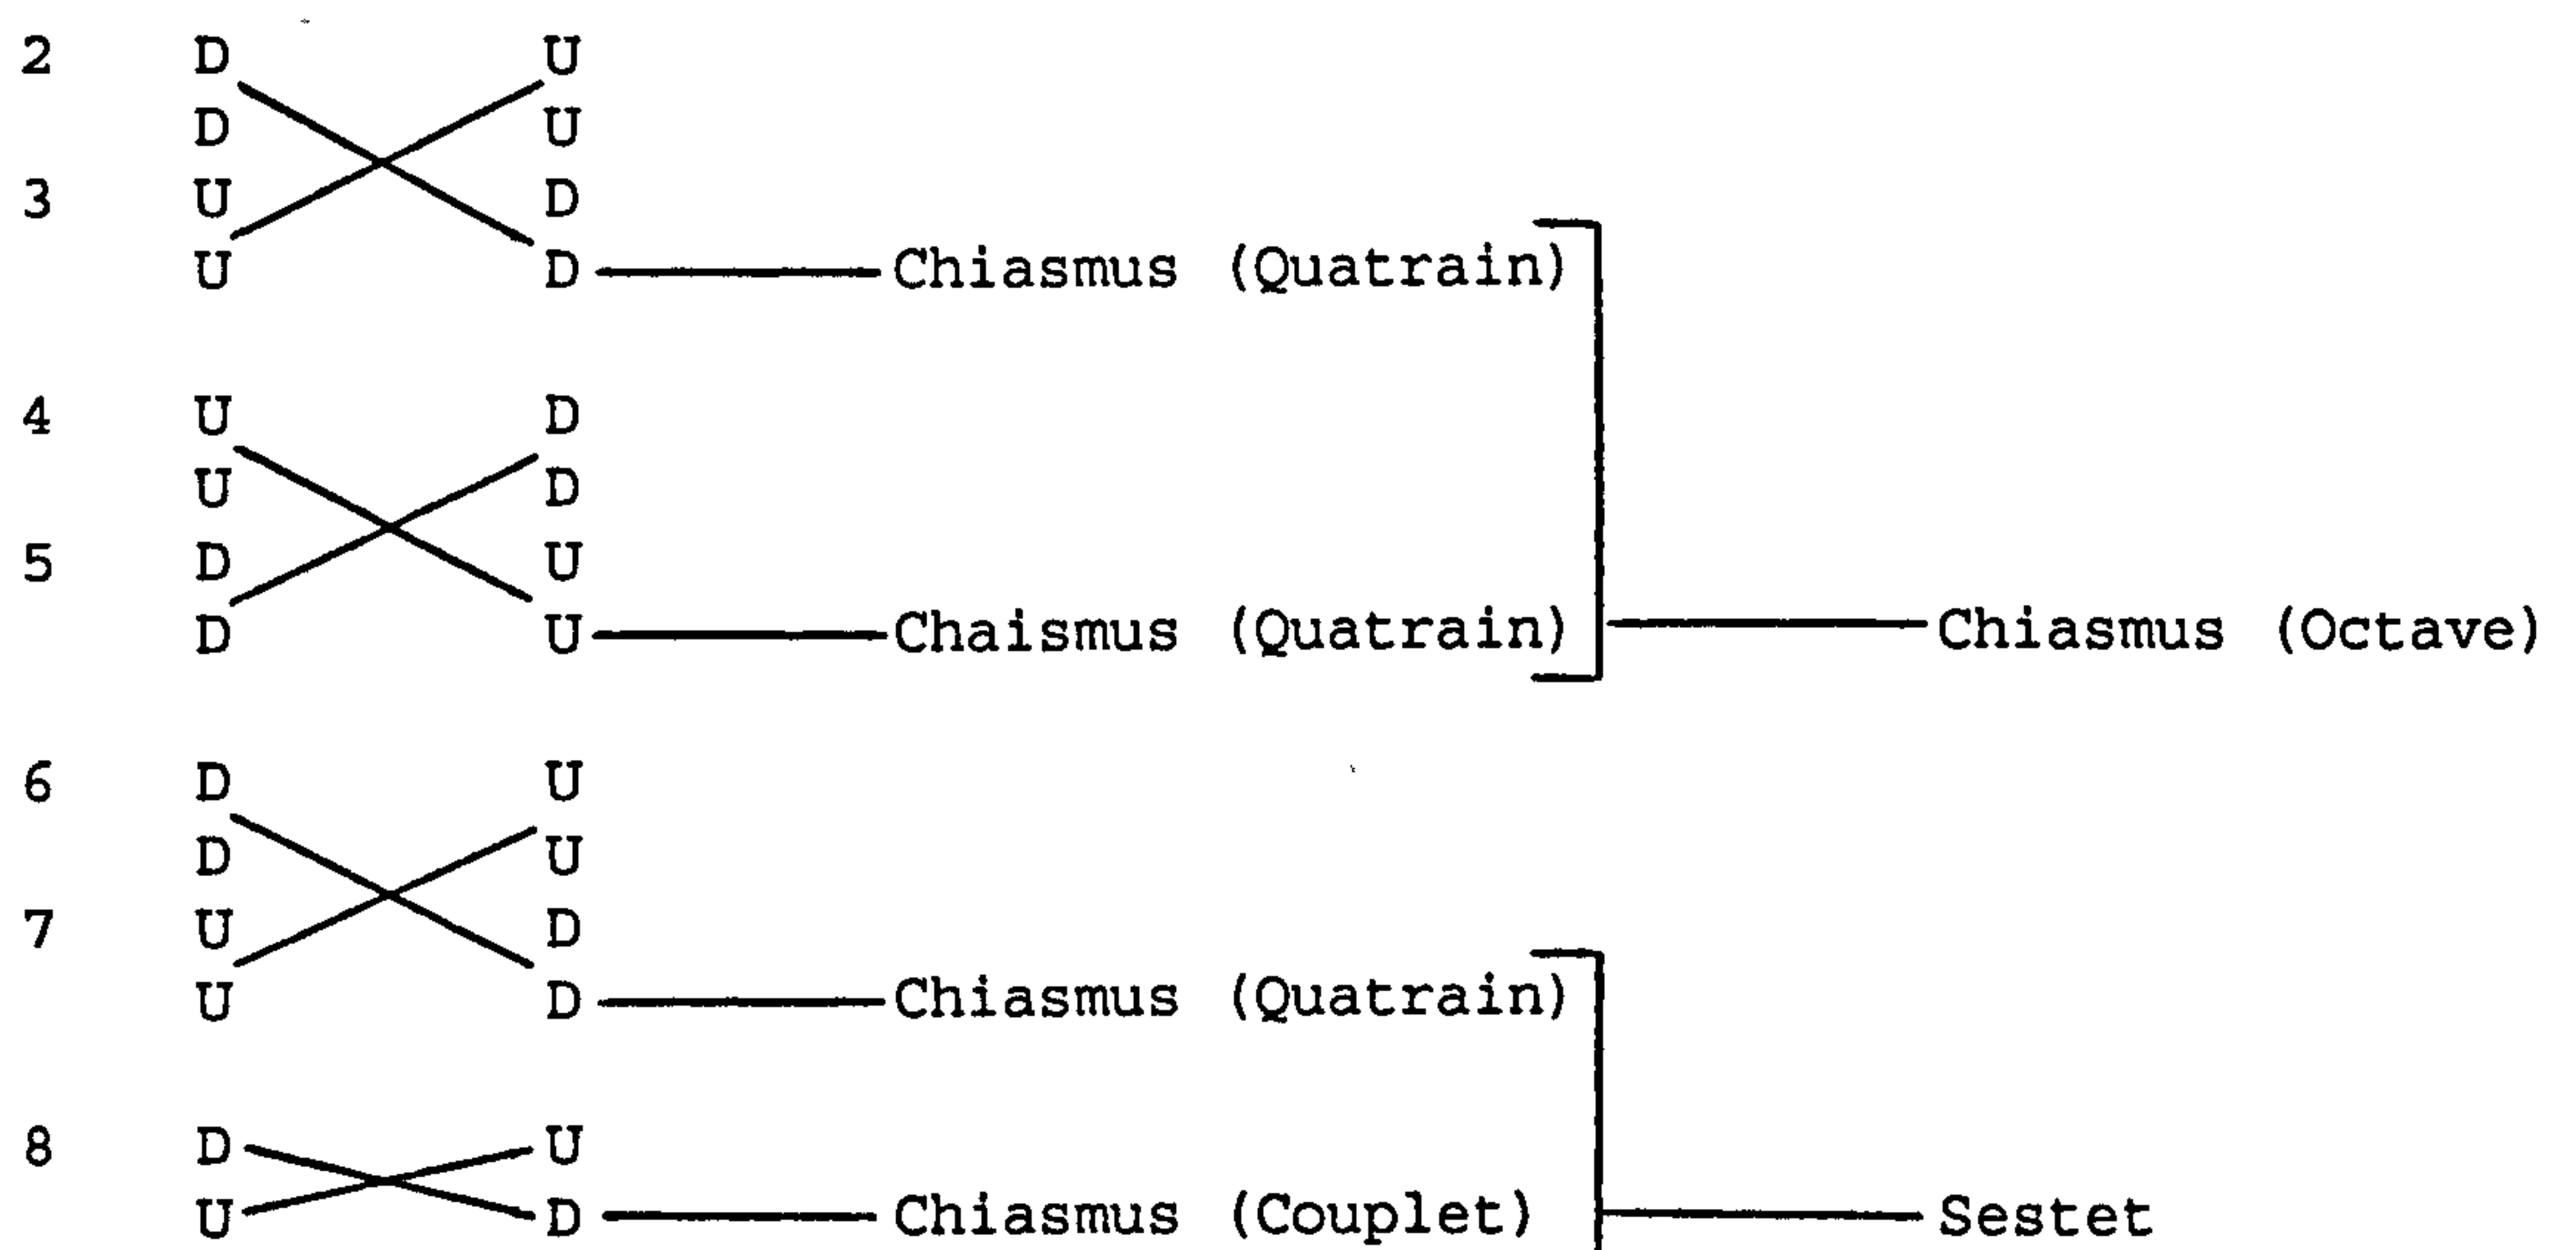 2 D U
D U
3 U D
U D Chiasmus (Quatrain)
4 U D
U D
5 D U
D U Chaismus (Quatrain) Chiasmus (Octave)
6 D U
D U
7 U D
U D Chiasmus (Quatrain)
8 D U
U D Chiasmus (Couplet) Sestet